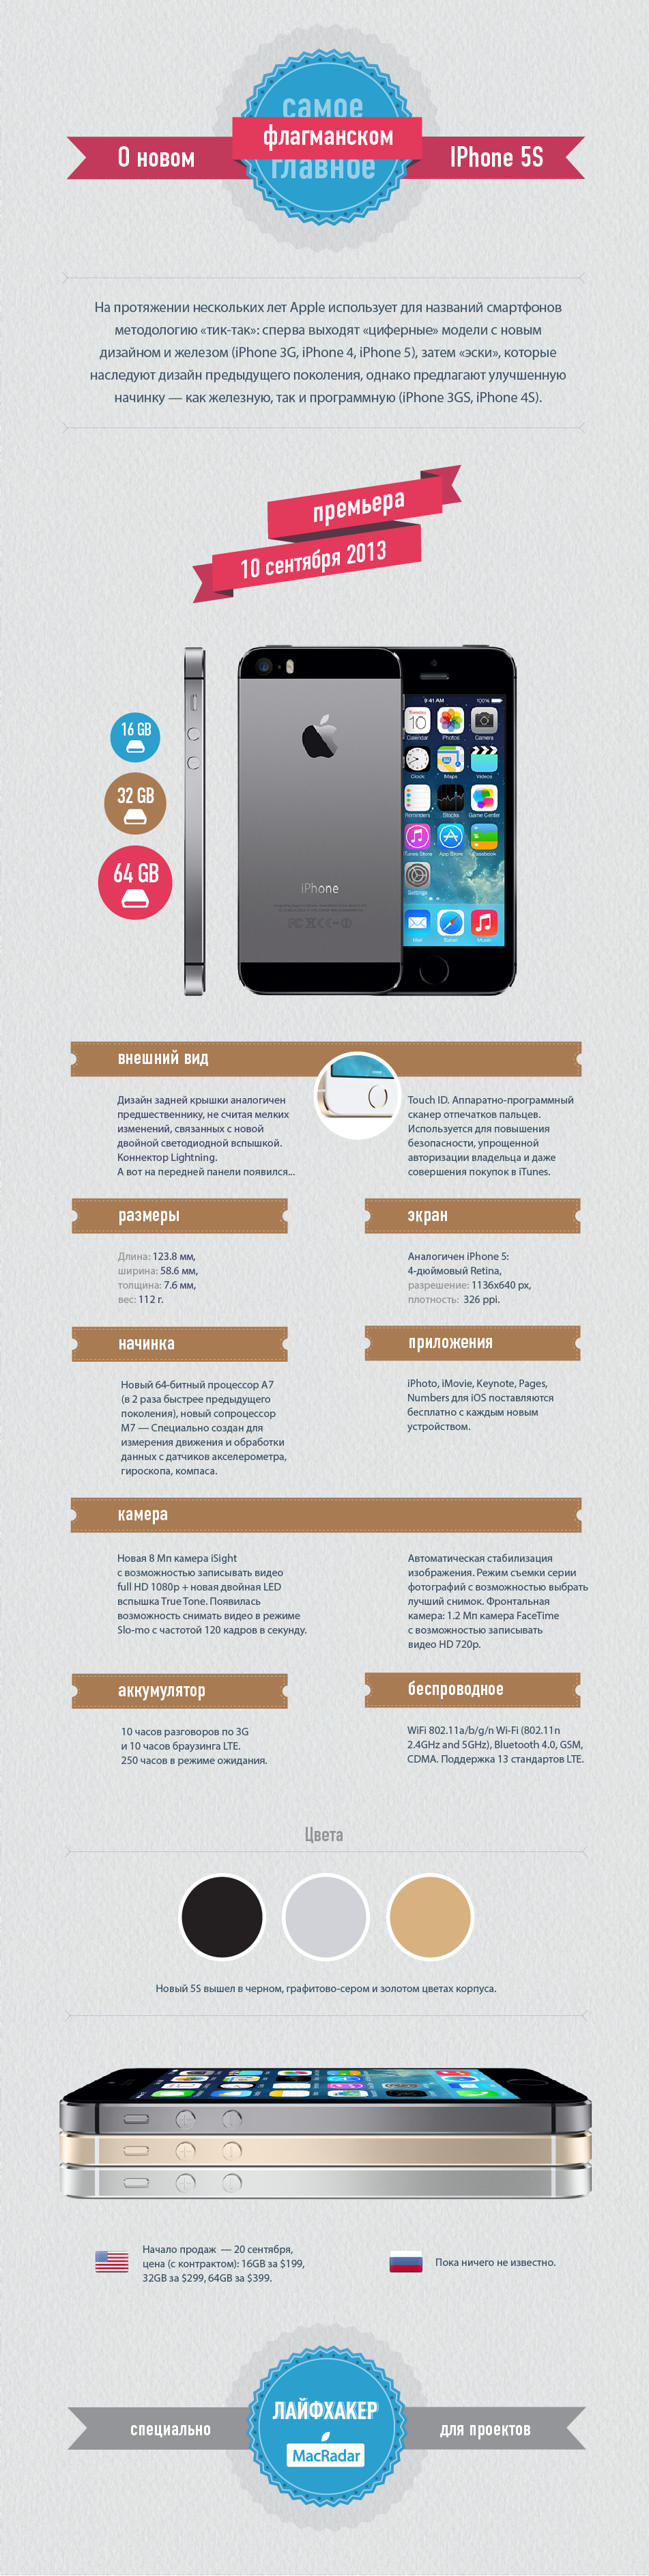 самое
О новом
флагманском
IPhone 5S
главное
На протяжении нескольких лет Apple использует для названий смартфонов
методологию «тик-так»: сперва выходят «циферные» модели с новым
дизайном и железом (iPhone 3G, iPhone 4, iPhone 5), затем «эски», которые
наследуют дизайн предыдущего поколения, однако предлагают улучшенную
начинку — как железную, так и программную (iPhone 3GS, iPhone 4S).
премьера
10 сентября 2013
16 GB
32 GB
64 GB
iPhone
9:41 AM
100%
Tuesday
10
Calendar
Photos
Camera
Clock
Maps
Videos
Reminders
Stocks
Game Center
iTunes Store
App Store
Passbook
Settings
Mail
Safari
Music
внешний вид
Дизайн задней крышки аналогичен
предшественнику, не считая мелких
изменений, связанных с новой
двойной светодиодной вспышкой.
Коннектор Lightning.
А вот на передней панели появился...
Touch ID. Аппаратно-программный
сканер отпечатков пальцев.
Используется для повышения
безопасности, упрощенной
авторизации владельца и даже
совершения покупок в iTunes.
размеры
Длина: 123.8 мм,
ширина: 58.6 мм,
толщина: 7.6 мм,
вес: 112 г.
экран
Аналогичен iPhone 5:
4-дюймовый Retina,
разрешение: 1136x640 px,
плотность: 326 ppi.
начинка
Новый 64-битный процессор A7
(в 2 раза быстрее предыдущего
поколения), новый сопроцессор
M7 — Специально создан для
измерения движения и обработки
данных с датчиков акселерометра,
гироскопа, компаса.
приложения
iPhoto, iMovie, Keynote, Pages,
Numbers для iOS поставляются
бесплатно с каждым новым
устройством.
камера
Новая 8 Мп камера iSight
с возможностью записывать видео
full HD 1080p + новая двойная LED
вспышка True Tone. Появилась
возможность снимать видео в режиме
Slo-mo с частотой 120 кадров в секунду.
Автоматическая стабилизация
изображения. Режим съемки серии
фотографий с возможностью выбрать
лучший снимок. Фронтальная
камера: 1.2 Мп камера FaceTime
с возможностью записывать
видео HD 720p.
аккумулятор
10 часов разговоров по 3G
и 10 часов браузинга LTE.
250 часов в режиме ожидания.
беспроводное
WiFi 802.11a/b/g/n Wi-Fi (802.11n
2.4GHz and 5GHz), Bluetooth 4.0, GSM,
CDMA. Поддержка 13 стандартов LTE.
Цвета
Новый 5S вышел в черном, графитово-сером и золотом цветах корпуса.
Начало продаж — 20 сентября,
цена (с контрактом): 16GB за $199,
32GB за $299, 64GB за $399.
Пока ничего не известно.
специально
ЛАЙФХАКЕР
MacRadar
для проектов